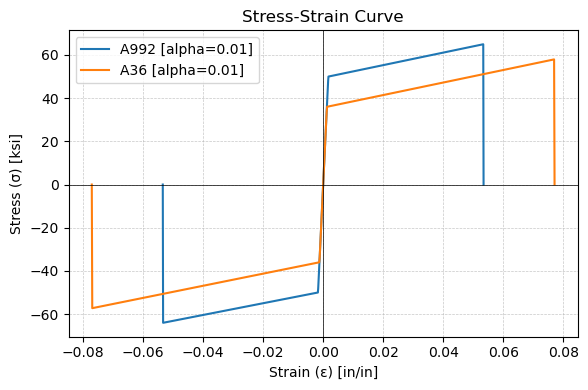 Stress-Strain Curve
A992 [alpha=0.01]
A36 [alpha=0.01]
Stress (σ) [ksi]
60
40
20
0
−20
−40
−60
−0.08 −0.06 −0.04 −0.02 0.00 0.02 0.04 0.06 0.08
Strain (ε) [in/in]